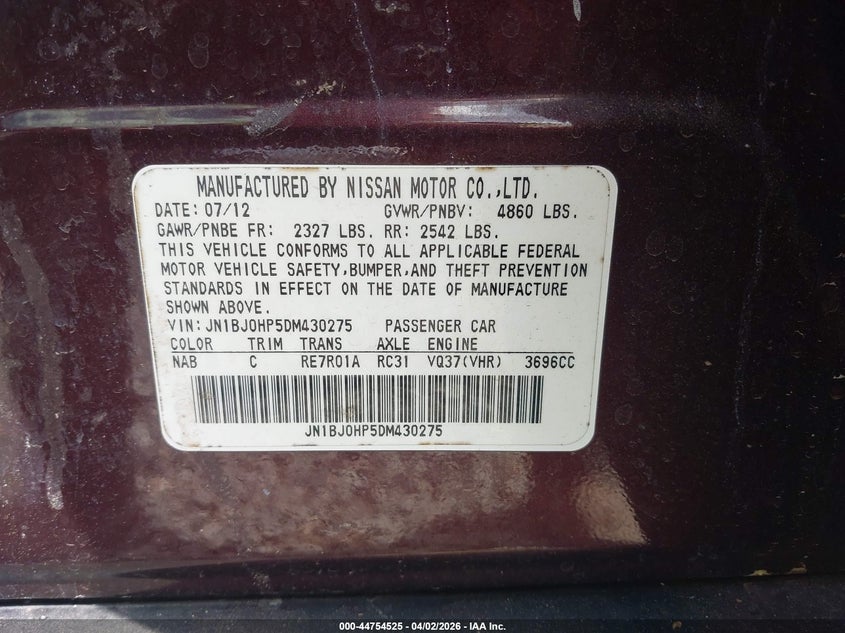 MANUFACTURED BY NISSAN MOTOR CO.,LTD.
DATE: 07/12 GVWR/PNBV: 4860 LBS.
GAWR/PNBE FR: 2327 LBS. RR: 2542 LBS.
THIS VEHICLE CONFORMS TO ALL APPLICABLE FEDERAL
MOTOR VEHICLE SAFETY,BUMPER,AND THEFT PREVENTION
STANDARDS IN EFFECT ON THE DATE OF MANUFACTURE
SHOWN ABOVE.
VIN: JN1BJ0HP5DM430275 PASSENGER CAR
COLOR TRIM TRANS AXLE ENGINE
NAB C RE7R01A RC31 VQ37(VHR) 3696CC
JN1BJ0HP5DM430275
000-44754525 04/02/2026 IAA Inc.